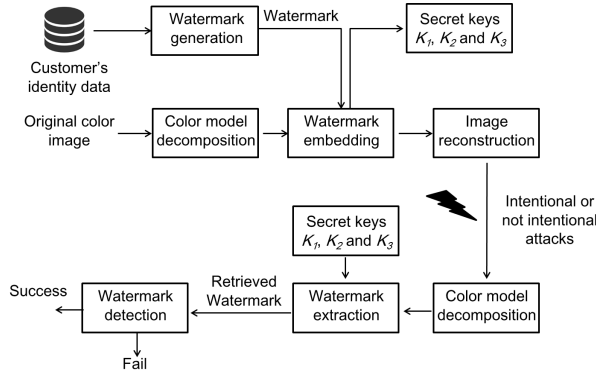 Watermark
generation
Watermark
Secret keys
K1, K2 and K3
Customer's
identity data
Original color
image
Color model
decomposition
Watermark
embedding
Image
reconstruction
Intentional or
not intentional
attacks
Secret keys
K1, K2 and K3
Success
Watermark
detection
Retrieved
Watermark
Watermark
extraction
Color model
decomposition
Fail